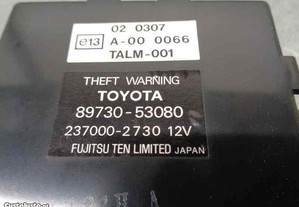 02 0307
e13 A-00 0066
TALM-001
THEFT WARNING
TOYOTA
89730-53080
237000-2730 12V
FUJITSU TEN LIMITED JAPAN